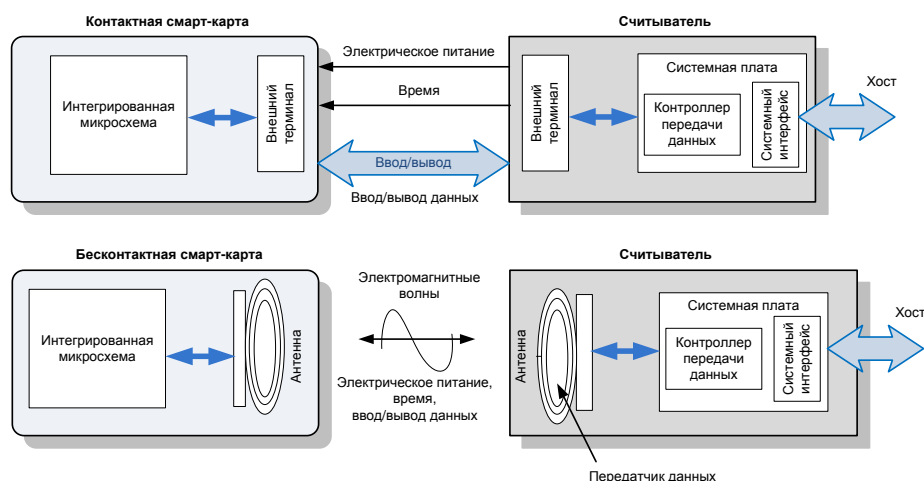 Контактная смарт-карта
Интегрированная
микросхема
Внешний
терминал
Электрическое питание
Время
Ввод/вывод
Ввод/вывод данных
Считыватель
Внешний
терминал
Системная плата
Контроллер
передачи
данных
Системный
интерфейс
Хост
Бесконтактная смарт-карта
Интегрированная
микросхема
Антенна
Электромагнитные
волны
Электрическое питание,
время,
ввод/вывод данных
Считыватель
Антенна
Системная плата
Контроллер
передачи
данных
Системный
интерфейс
Хост
Передатчик данных